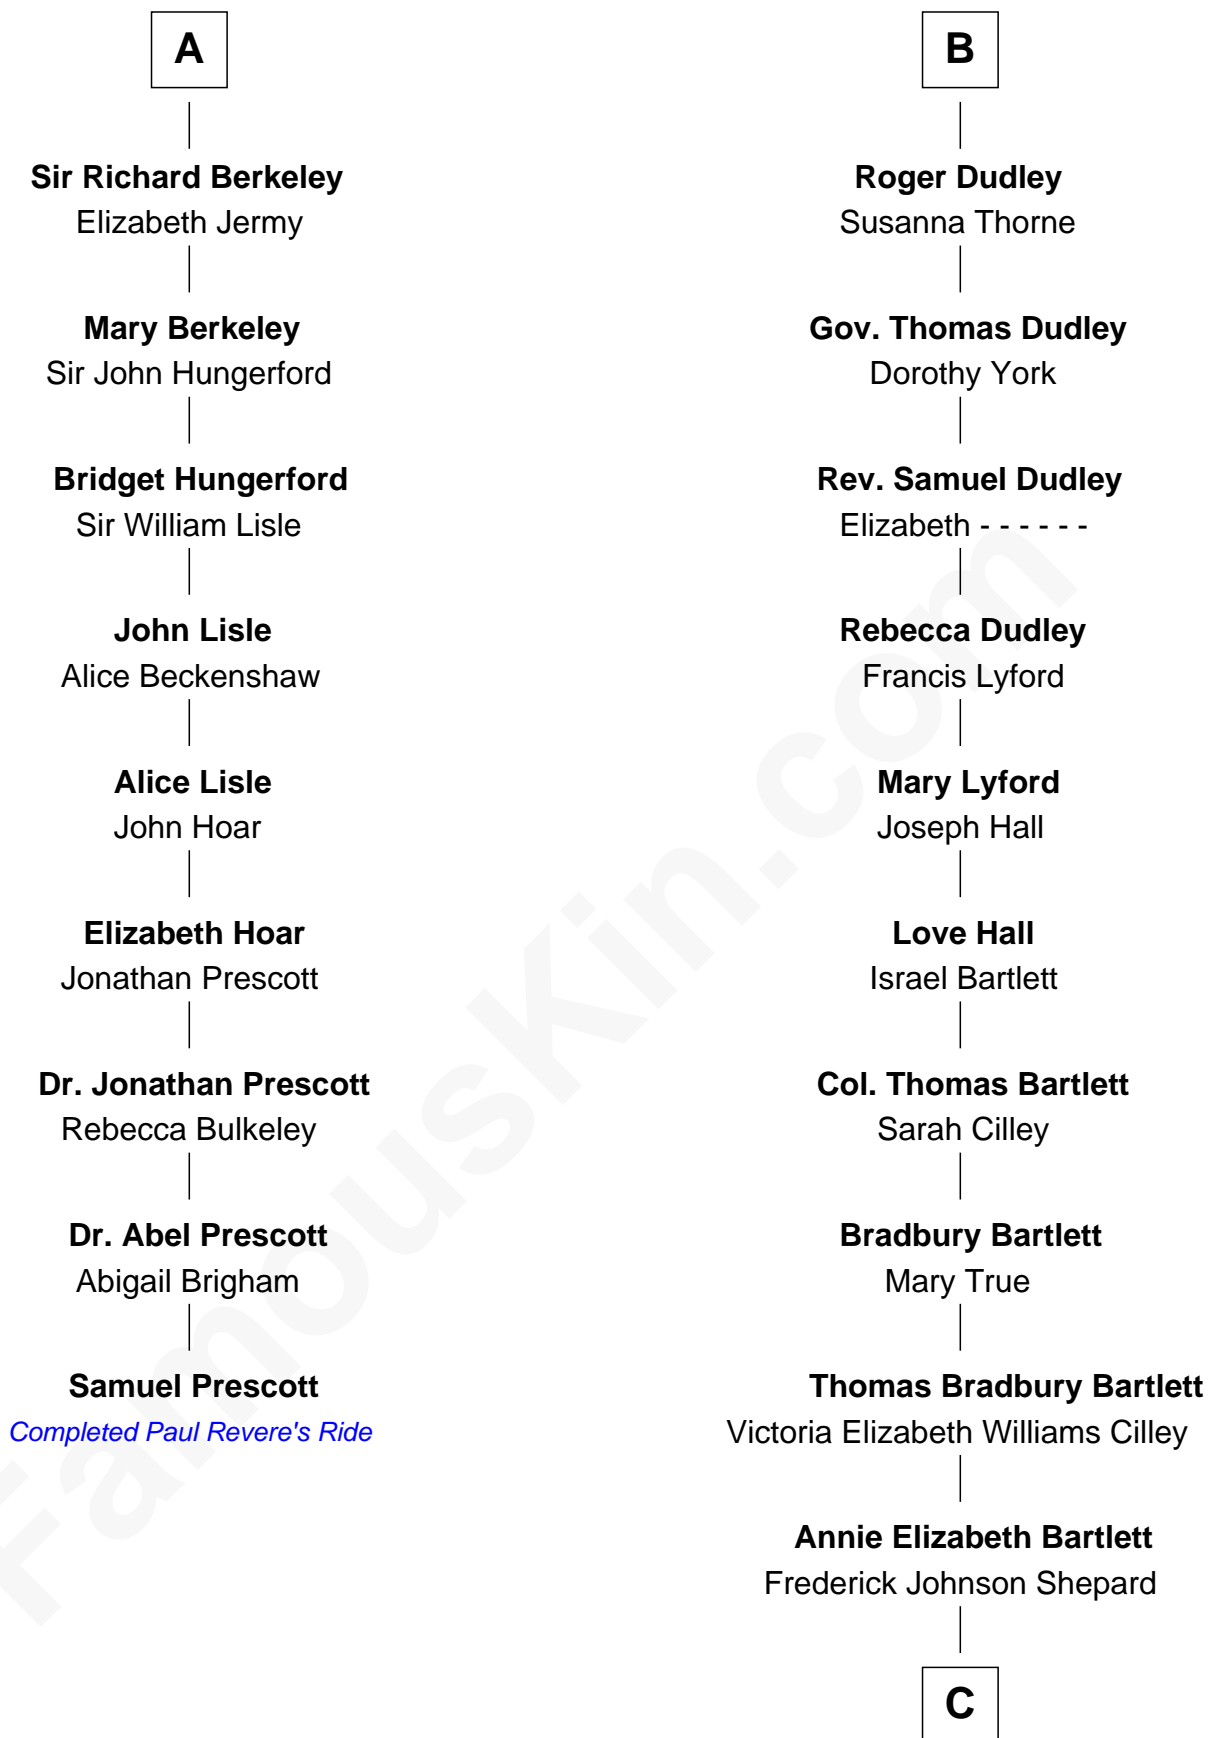 A
Sir Richard Berkeley
Elizabeth Jermy
Mary Berkeley
Sir John Hungerford
Bridget Hungerford
Sir William Lisle
John Lisle
Alice Beckenshaw
Alice Lisle
John Hoar
Elizabeth Hoar
Jonathan Prescott
Dr. Jonathan Prescott
Rebecca Bulkeley
Dr. Abel Prescott
Abigail Brigham
Samuel Prescott
Completed Paul Revere's Ride
B
Roger Dudley
Susanna Thorne
Gov. Thomas Dudley
Dorothy York
Rev. Samuel Dudley
Elizabeth - - - - - -
Rebecca Dudley
Francis Lyford
Mary Lyford
Joseph Hall
Love Hall
Israel Bartlett
Col. Thomas Bartlett
Sarah Cilley
Bradbury Bartlett
Mary True
Thomas Bradbury Bartlett
Victoria Elizabeth Williams Cilley
Annie Elizabeth Bartlett
Frederick Johnson Shepard
C
FamousKin.com